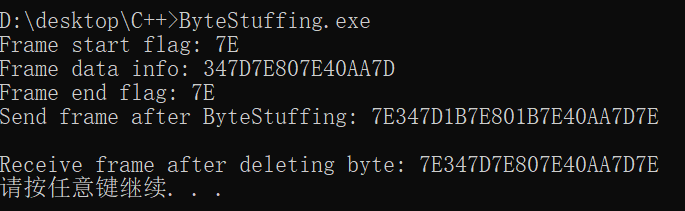 D:\desktop\C++>ByteStuffing.exe
Frame start flag: 7E
Frame data info: 347D7E807E40AA7D
Frame end flag: 7E
Send frame after ByteStuffing: 7E347D1B7E801B7E40AA7D7E
Receive frame after deleting byte: 7E347D7E807E40AA7D7E
请按任意键继续. . .